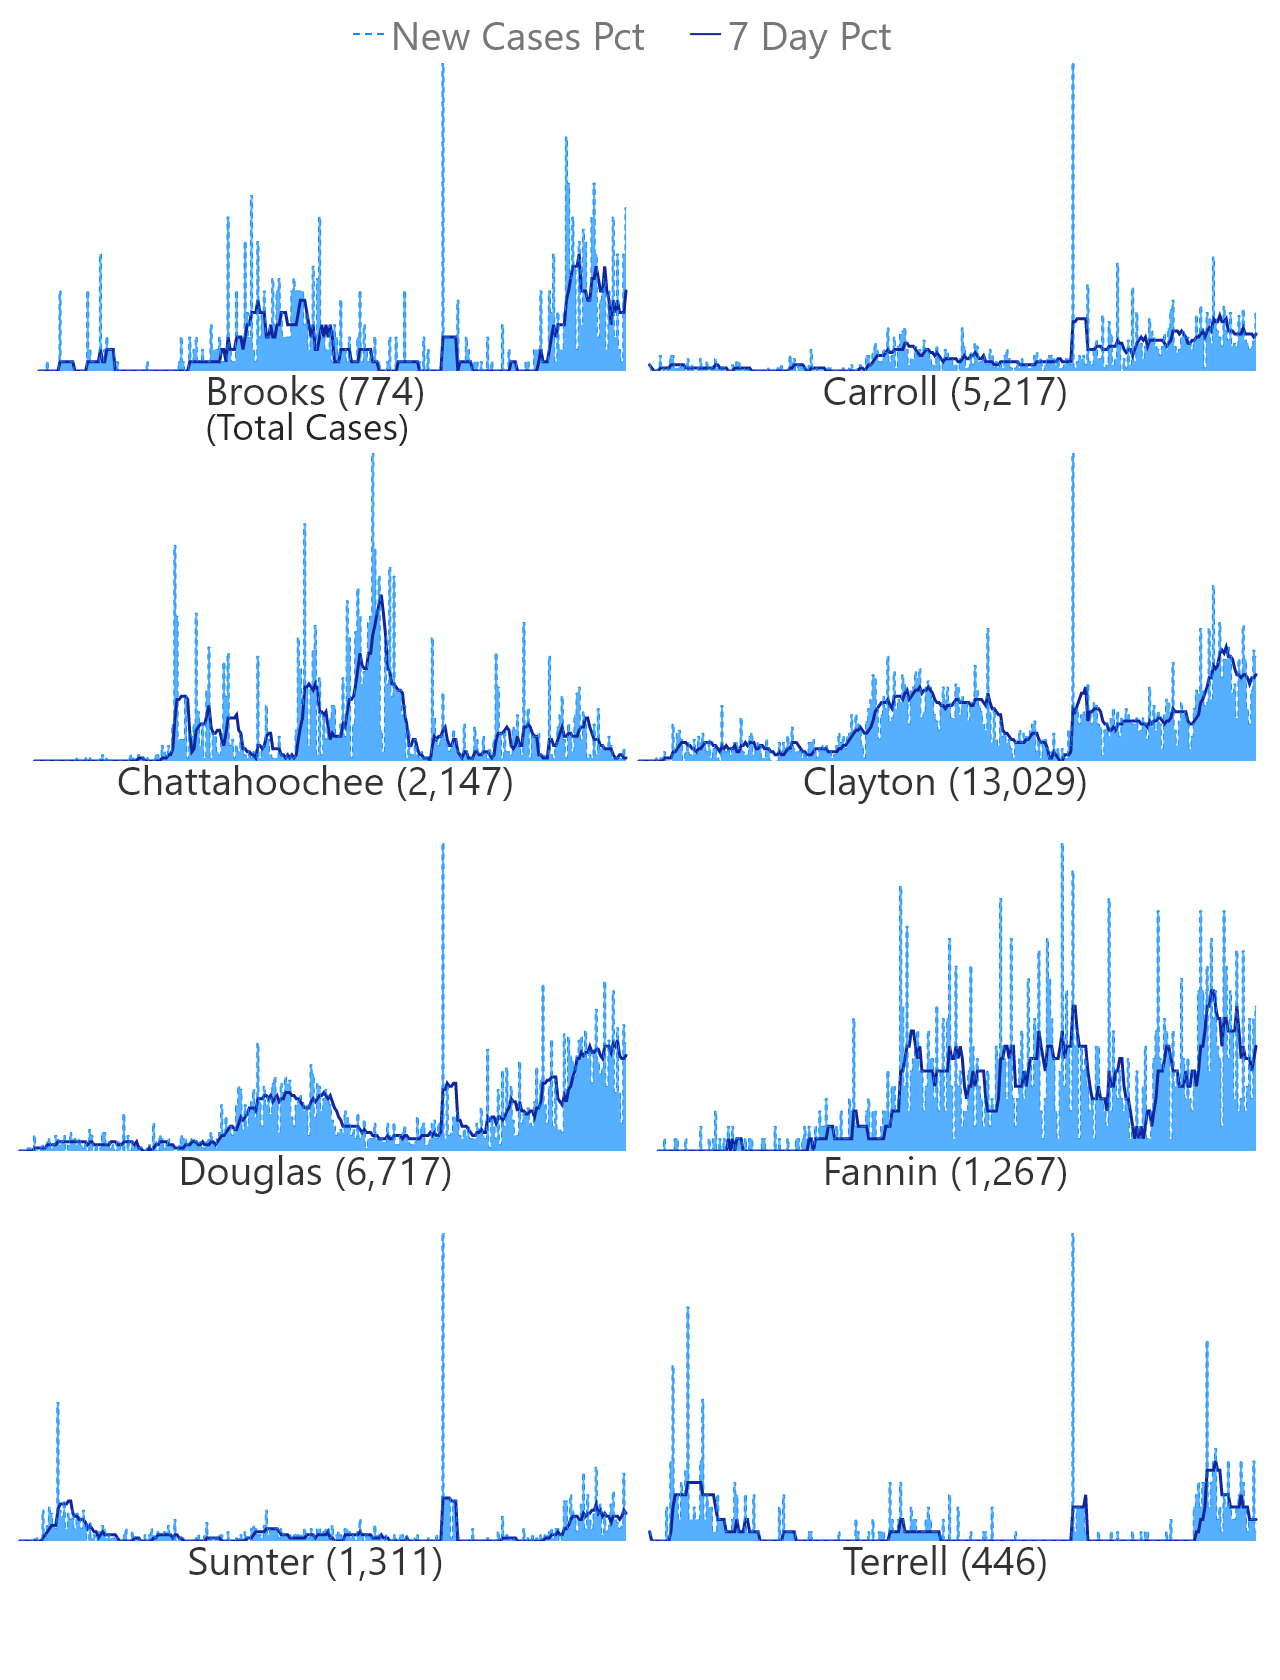 New Cases Pct 7 Day Pct
Brooks (774) Carroll (5,217)
(Total Cases)
Chattahoochee (2,147) Clayton (13,029)
Douglas (6,717) Fannin (1,267)
Sumter (1,311) Terrell (446)